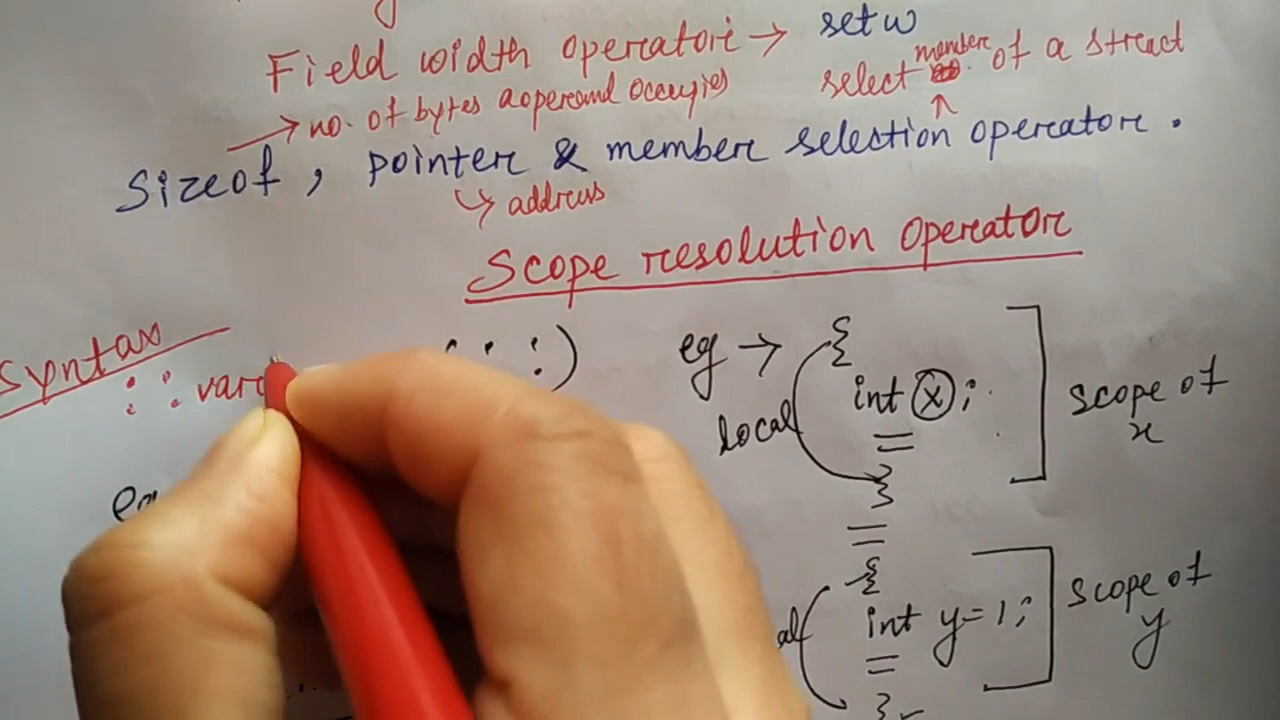 Field width operator → setw
→ no. of bytes a operand occupies
select member of a struct
Sizeof, pointer & member selection operator.
↳ address
Scope resolution operator
Syntax
: : var
(: :)
eg → {
local
int x;
}
scope of x
{
int y=1;
}
scope of y